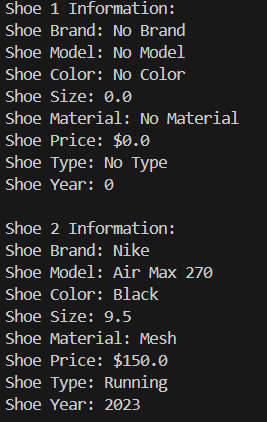 Shoe 1 Information:
Shoe Brand: No Brand
Shoe Model: No Model
Shoe Color: No Color
Shoe Size: 0.0
Shoe Material: No Material
Shoe Price: $0.0
Shoe Type: No Type
Shoe Year: 0

Shoe 2 Information:
Shoe Brand: Nike
Shoe Model: Air Max 270
Shoe Color: Black
Shoe Size: 9.5
Shoe Material: Mesh
Shoe Price: $150.0
Shoe Type: Running
Shoe Year: 2023